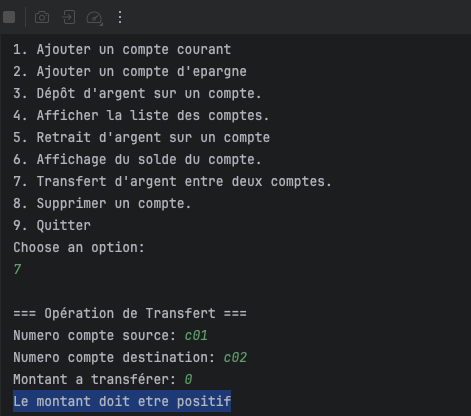 1. Ajouter un compte courant
2. Ajouter un compte d'epargne
3. Dépôt d'argent sur un compte.
4. Afficher la liste des comptes.
5. Retrait d'argent sur un compte
6. Affichage du solde du compte.
7. Transfert d'argent entre deux comptes.
8. Supprimer un compte.
9. Quitter
Choose an option:
7
=== Opération de Transfert ===
Numero compte source: c01
Numero compte destination: c02
Montant a transférer: 0
Le montant doit etre positif